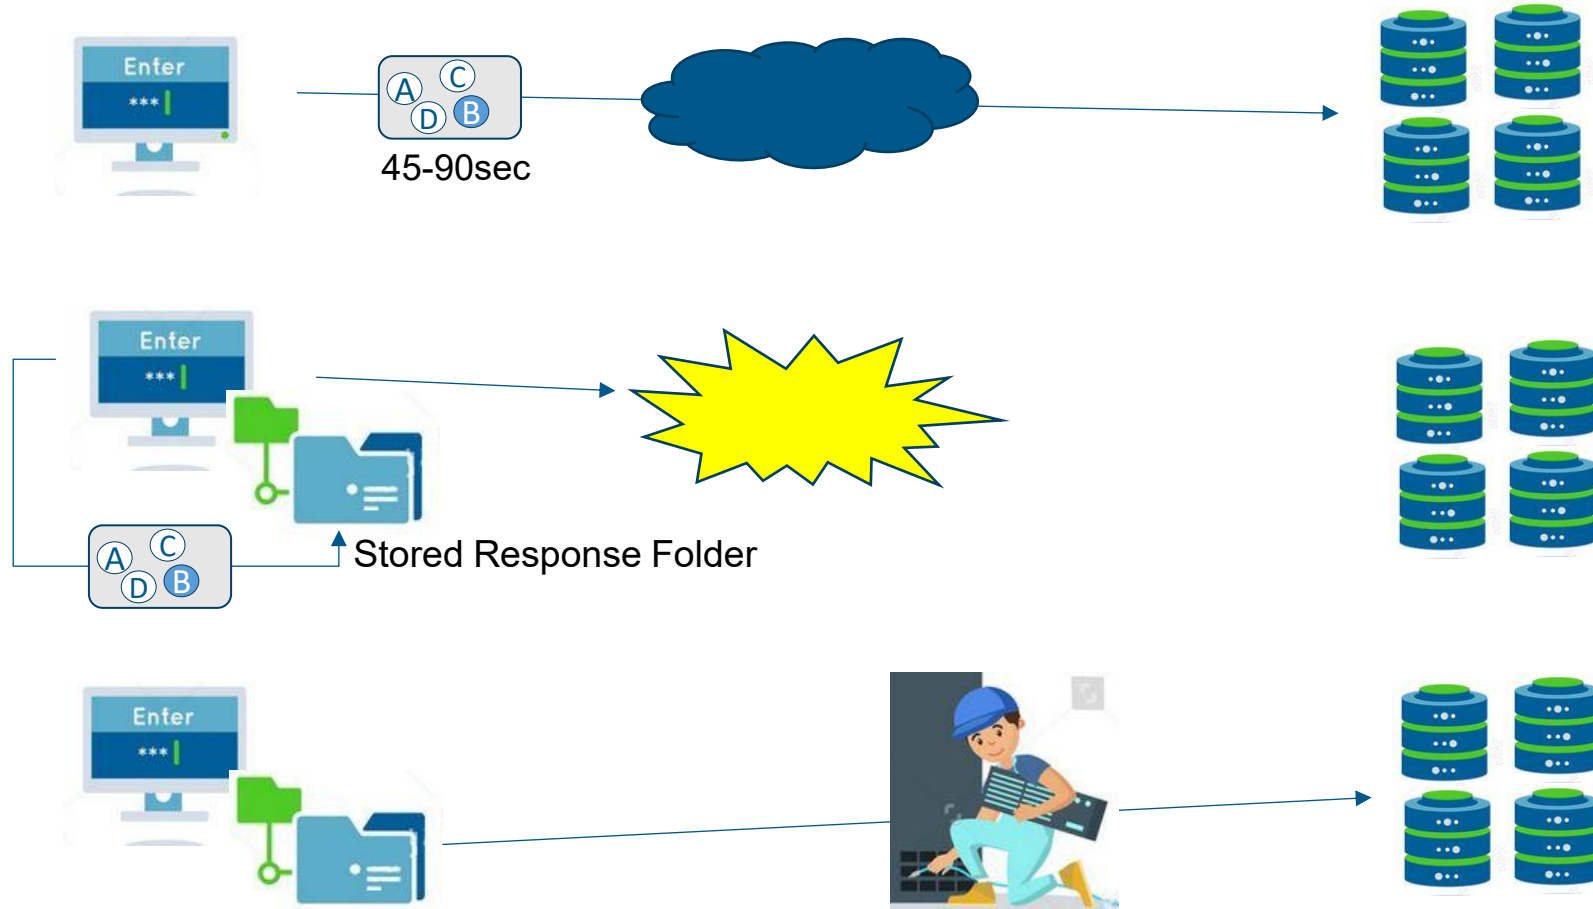 Enter
***
A
C
D
B
45-90sec
Enter
***
A
C
D
B
Stored Response Folder
Enter
***